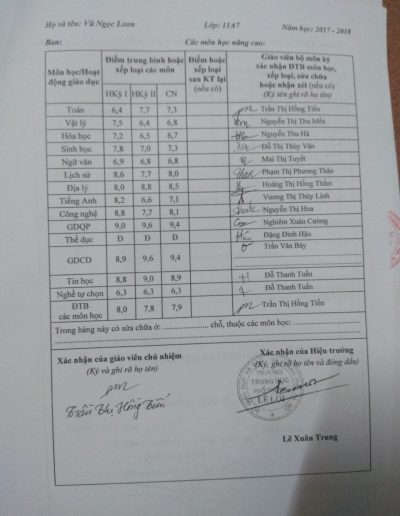 Họ và tên: Vũ Ngọc Loan Lớp: 11A7 Năm học: 2017 - 2018
Ban: Các môn học nâng cao:
Môn học/Hoạt động giáo dục | Điểm trung bình hoặc xếp loại các môn | Điểm hoặc xếp loại sau KT lại (nếu có) | Giáo viên bộ môn ký xác nhận ĐTB môn học, xếp loại, sửa chữa hoặc nhận xét (nếu có) (Ký tên ghi rõ họ tên)
HKỳ I HKỳ II CN
Toán 6,4 7,7 7,3 Trần Thị Hồng Tiến
Vật lý 7,5 6,4 6,8 Nguyễn Thị Thu Mến
Hóa học 7,2 6,5 6,7 Nguyễn Thu Hà
Sinh học 7,8 7,0 7,3 Đỗ Thị Thúy Vân
Ngữ văn 6,9 6,8 6,8 Mai Thị Tuyết
Lịch sử 8,6 7,7 8,0 Phạm Thị Phương Thảo
Địa lý 8,0 8,8 8,5 Hoàng Thị Hồng Thắm
Tiếng Anh 8,2 6,6 7,1 Vương Thị Thùy Linh
Công nghệ 8,8 7,7 8,1 Nguyễn Thị Hoa
GDQP 9,0 9,6 9,4 Nghiêm Xuân Cường
Thể dục Đ Đ Đ Đặng Đình Hậu
GDCD 8,9 9,6 9,4 Trần Văn Bảy
Tin học 8,8 9,0 8,9 Đỗ Thanh Tuấn
Nghề tự chọn 6,3 6,3 6,3 Đỗ Thanh Tuấn
ĐTB các môn học 8,0 7,8 7,9 Trần Thị Hồng Tiến
Trong bảng này có sửa chữa ở: chỗ, thuộc các môn học:
Xác nhận của giáo viên chủ nhiệm
(Ký và ghi rõ họ tên)
Trần Thị Hồng Tiến
Xác nhận của Hiệu trưởng
(Ký, ghi rõ họ tên và đóng dấu)
TRƯỜNG
TRUNG HỌC
Lê Xuân Trung